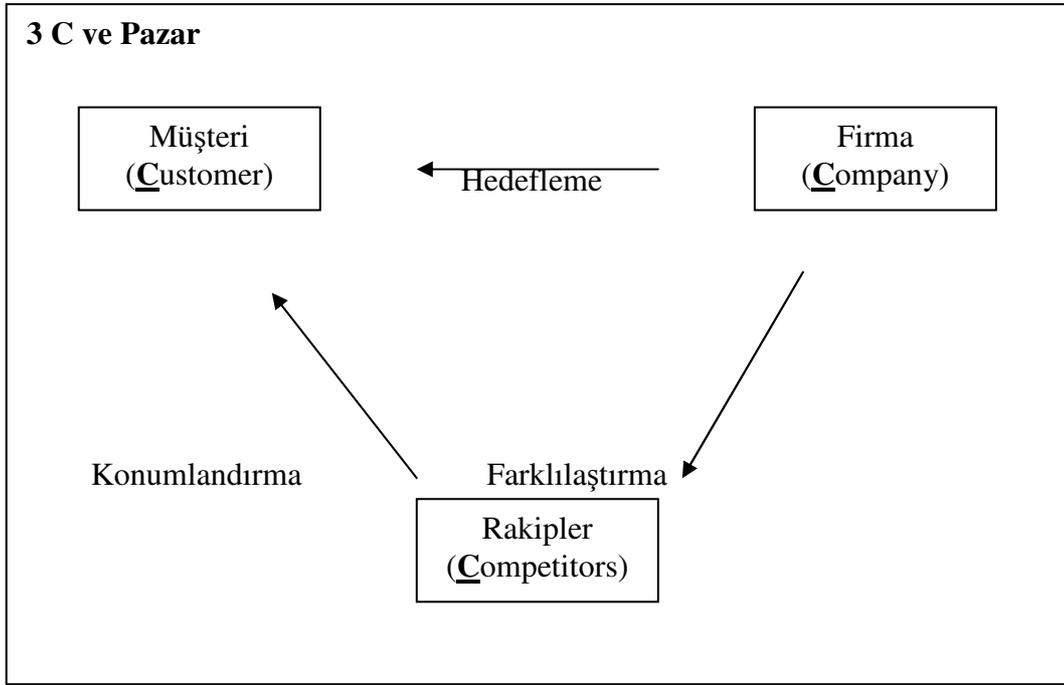 3 C ve Pazar
Müşteri
(Customer)
Hedefleme
Firma
(Company)
Konumlandırma
Farklılaştırma
Rakipler
(Competitors)